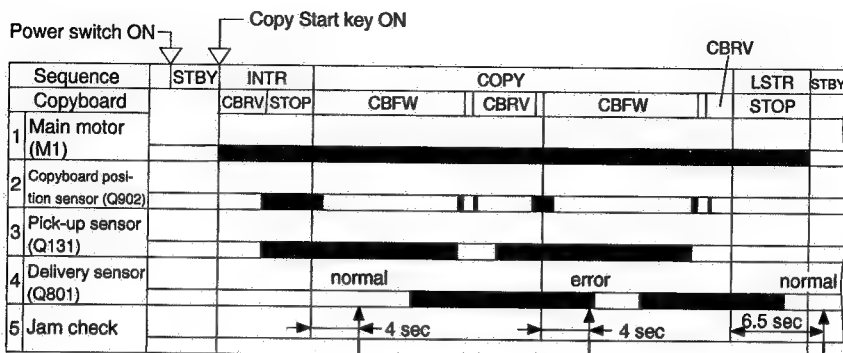 Power switch ON
Copy Start key ON
CBRV
Sequence STBY INTR COPY LSTR STBY
Copyboard CBRV STOP CBFW CBRV CBFW STOP
1 Main motor
(M1)
2 Copyboard posi-
tion sensor (Q902)
3 Pick-up sensor
(Q131)
4 Delivery sensor
(Q801)
normal error normal
5 Jam check 4 sec 4 sec 6.5 sec